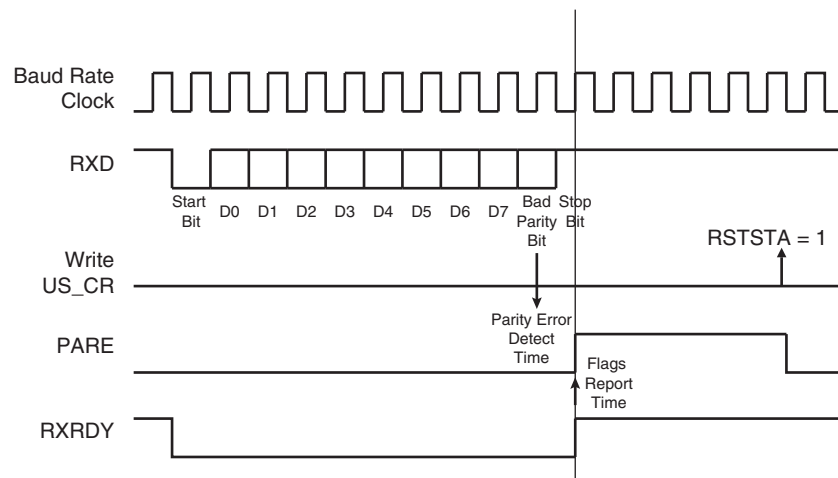 Baud Rate
Clock
RXD
Start
Bit
D0
D1
D2
D3
D4
D5
D6
D7
Bad
Parity
Bit
Stop
Bit
Write
US_CR
RSTSTA = 1
Parity Error
Detect
Time
PARE
Flags
Report
Time
RXRDY